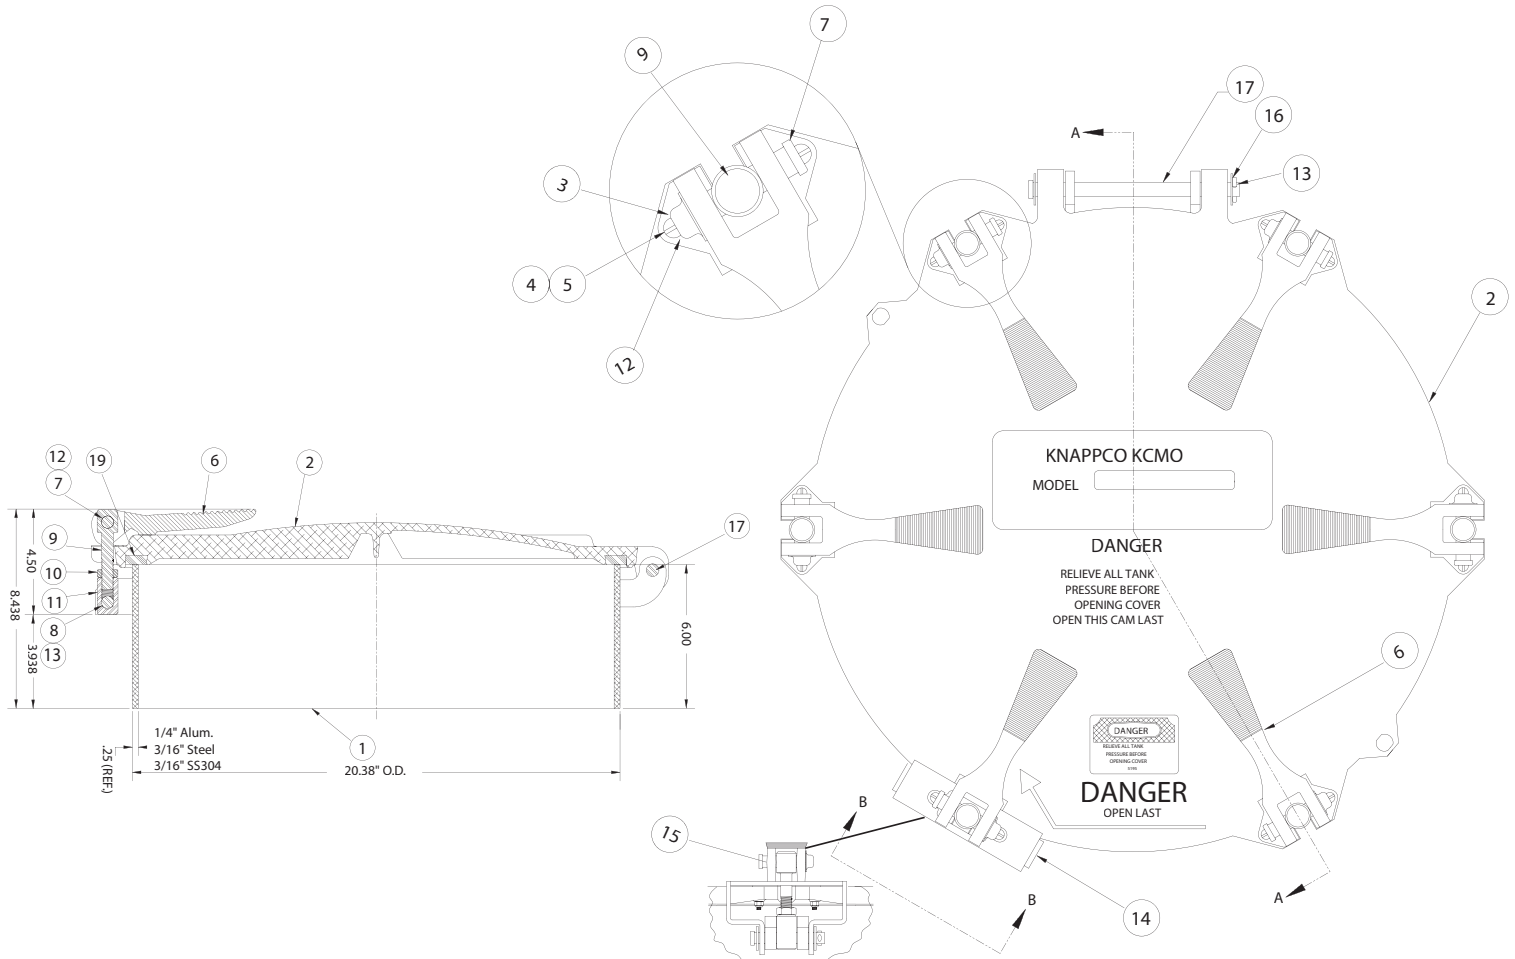 9
7
17
16
13
3
4
5
12
2
A
KNAPPCO KCMO
MODEL
DANGER
RELIEVE ALL TANK
PRESSURE BEFORE
OPENING COVER
OPEN THIS CAM LAST
6
DANGER
RELIEVE ALL TANK
PRESSURE BEFORE
OPENING COVER
DANGER
OPEN LAST
A
B
B
14
15
12
19
6
2
7
9
10
11
8
13
17
4.50
8.438
3.938
6.00
1
1/4" Alum.
3/16" Steel
3/16" SS304
.25 (REF.)
20.38" O.D.